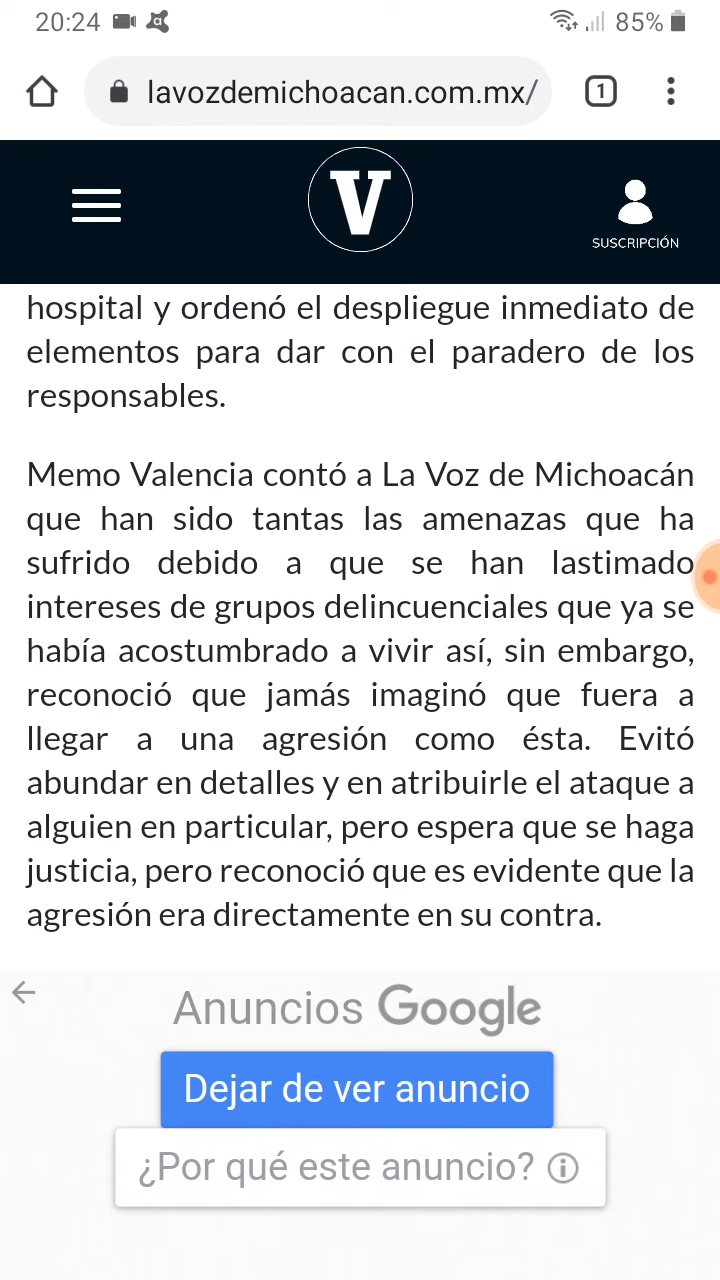 20:24
85%
lavozdemichoacan.com.mx/
1
V
SUSCRIPCIÓN
hospital y ordenó el despliegue inmediato de
elementos para dar con el paradero de los
responsables.
Memo Valencia contó a La Voz de Michoacán
que han sido tantas las amenazas que ha
sufrido debido a que se han lastimado
intereses de grupos delincuenciales que ya se
había acostumbrado a vivir así, sin embargo,
reconoció que jamás imaginó que fuera a
llegar a una agresión como ésta. Evitó
abundar en detalles y en atribuirle el ataque a
alguien en particular, pero espera que se haga
justicia, pero reconoció que es evidente que la
agresión era directamente en su contra.
Anuncios Google
Dejar de ver anuncio
¿Por qué este anuncio?